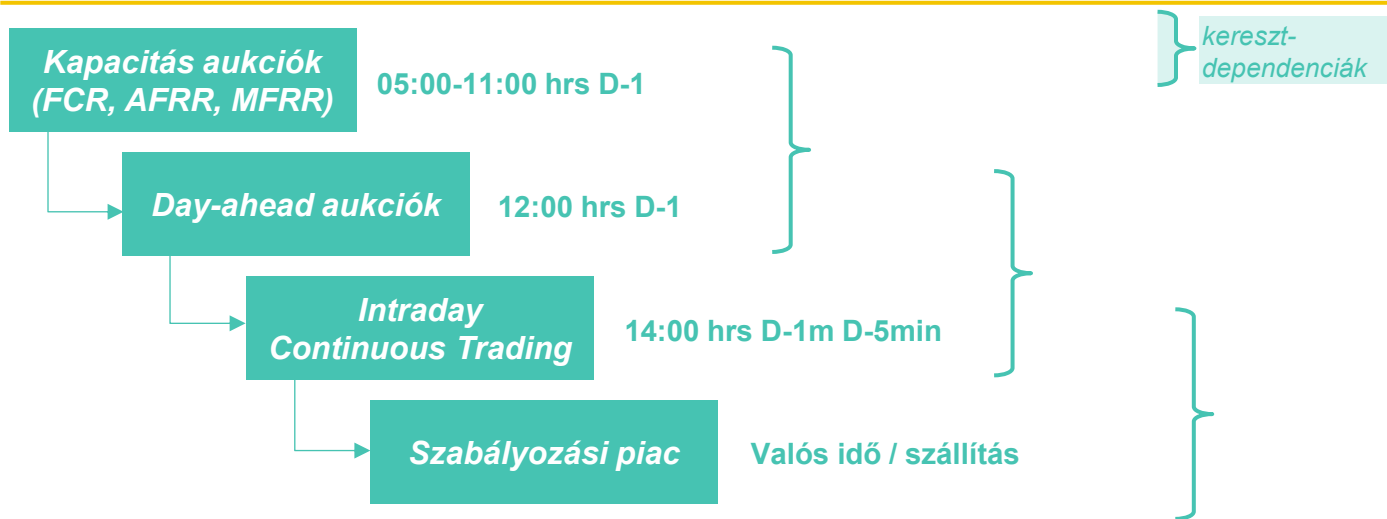 Kapacitás aukciók
(FCR, AFRR, MFRR)
05:00-11:00 hrs D-1
kereszt-
dependenciák
Day-ahead aukciók
12:00 hrs D-1
Intraday
Continuous Trading
14:00 hrs D-1m D-5min
Szabályozási piac
Valós idő / szállítás